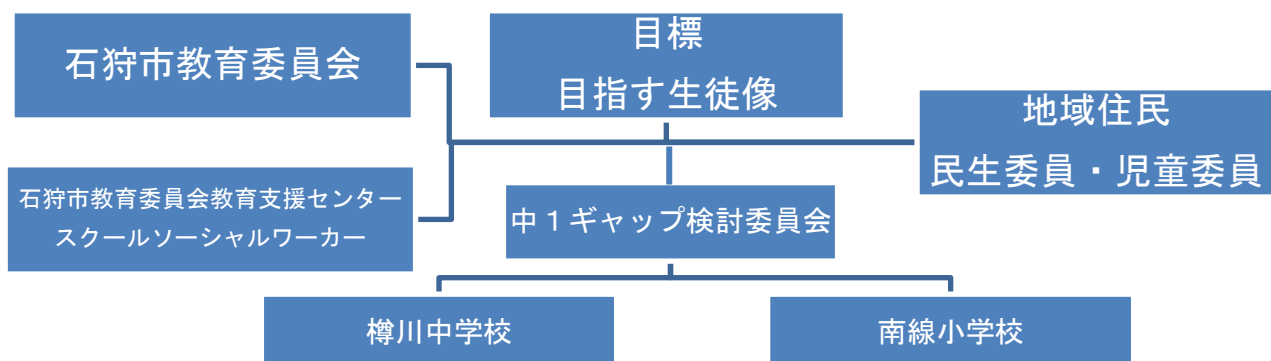 石狩市教育委員会
目標
目指す生徒像
地域住民
民生委員・児童委員
石狩市教育委員会教育支援センター
スクールソーシャルワーカー
中１ギャップ検討委員会
樽川中学校
南線小学校